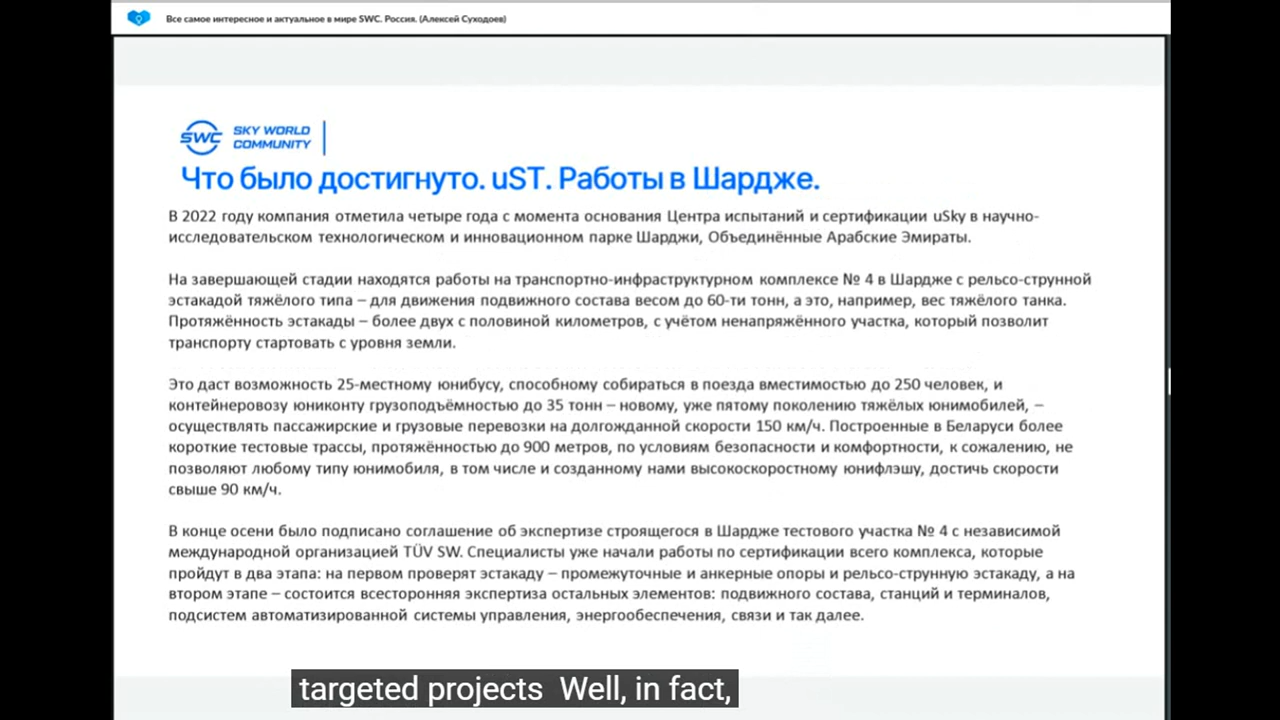 Все самое интересное и актуальное в мире SWC. Россия. (Алексей Суходоев)
SWC SKY WORLD
COMMUNITY
Что было достигнуто. uST. Работы в Шардже.
В 2022 году компания отметила четыре года с момента основания Центра испытаний и сертификации uSky в научно-
исследовательском технологическом и инновационном парке Шарджи, Объединённые Арабские Эмираты.
На завершающей стадии находятся работы на транспортно-инфраструктурном комплексе № 4 в Шардже с рельсо-струнной
эстакадой тяжёлого типа – для движения подвижного состава весом до 60-ти тонн, а это, например, вес тяжёлого танка.
Протяжённость эстакады – более двух с половиной километров, с учётом ненапряжённого участка, который позволит
транспорту стартовать с уровня земли.
Это даст возможность 25-местному юнибусу, способному собираться в поезда вместимостью до 250 человек, и
контейнеровозу юниконту грузоподъёмностью до 35 тонн – новому, уже пятому поколению тяжёлых юнимобилей, –
осуществлять пассажирские и грузовые перевозки на долгожданной скорости 150 км/ч. Построенные в Беларуси более
короткие тестовые трассы, протяжённостью до 900 метров, по условиям безопасности и комфортности, к сожалению, не
позволяют любому типу юнимобиля, в том числе и созданному нами высокоскоростному юнифлэшу, достичь скорости
свыше 90 км/ч.
В конце осени было подписано соглашение об экспертизе строящегося в Шардже тестового участка № 4 с независимой
международной организацией TÜV SW. Специалисты уже начали работы по сертификации всего комплекса, которые
пройдут в два этапа: на первом проверят эстакаду – промежуточные и анкерные опоры и рельсо-струнную эстакаду, а на
втором этапе – состоится всесторонняя экспертиза остальных элементов: подвижного состава, станций и терминалов,
подсистем автоматизированной системы управления, энергообеспечения, связи и так далее.
targeted projects Well, in fact,